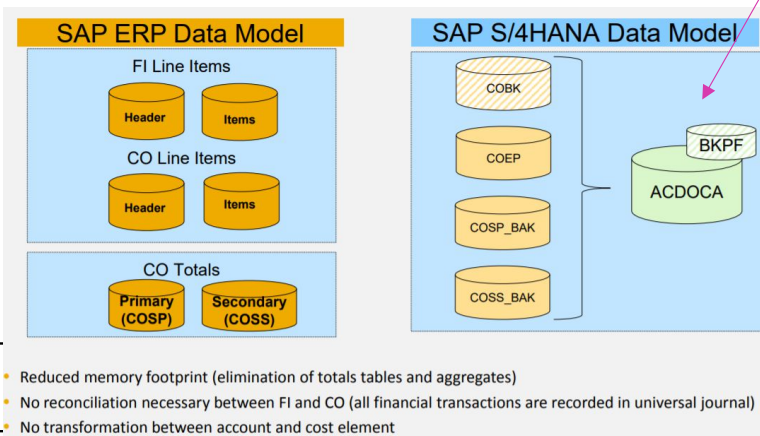 SAP ERP Data Model
FI Line Items
Header
Items
CO Line Items
Header
Items
CO Totals
Primary
(COSP)
Secondary
(COSS)
SAP S/4HANA Data Model
COBK
COEP
COSP_BAK
COSS_BAK
BKPF
ACDOCA
• Reduced memory footprint (elimination of totals tables and aggregates)
• No reconciliation necessary between FI and CO (all financial transactions are recorded in universal journal)
• No transformation between account and cost element